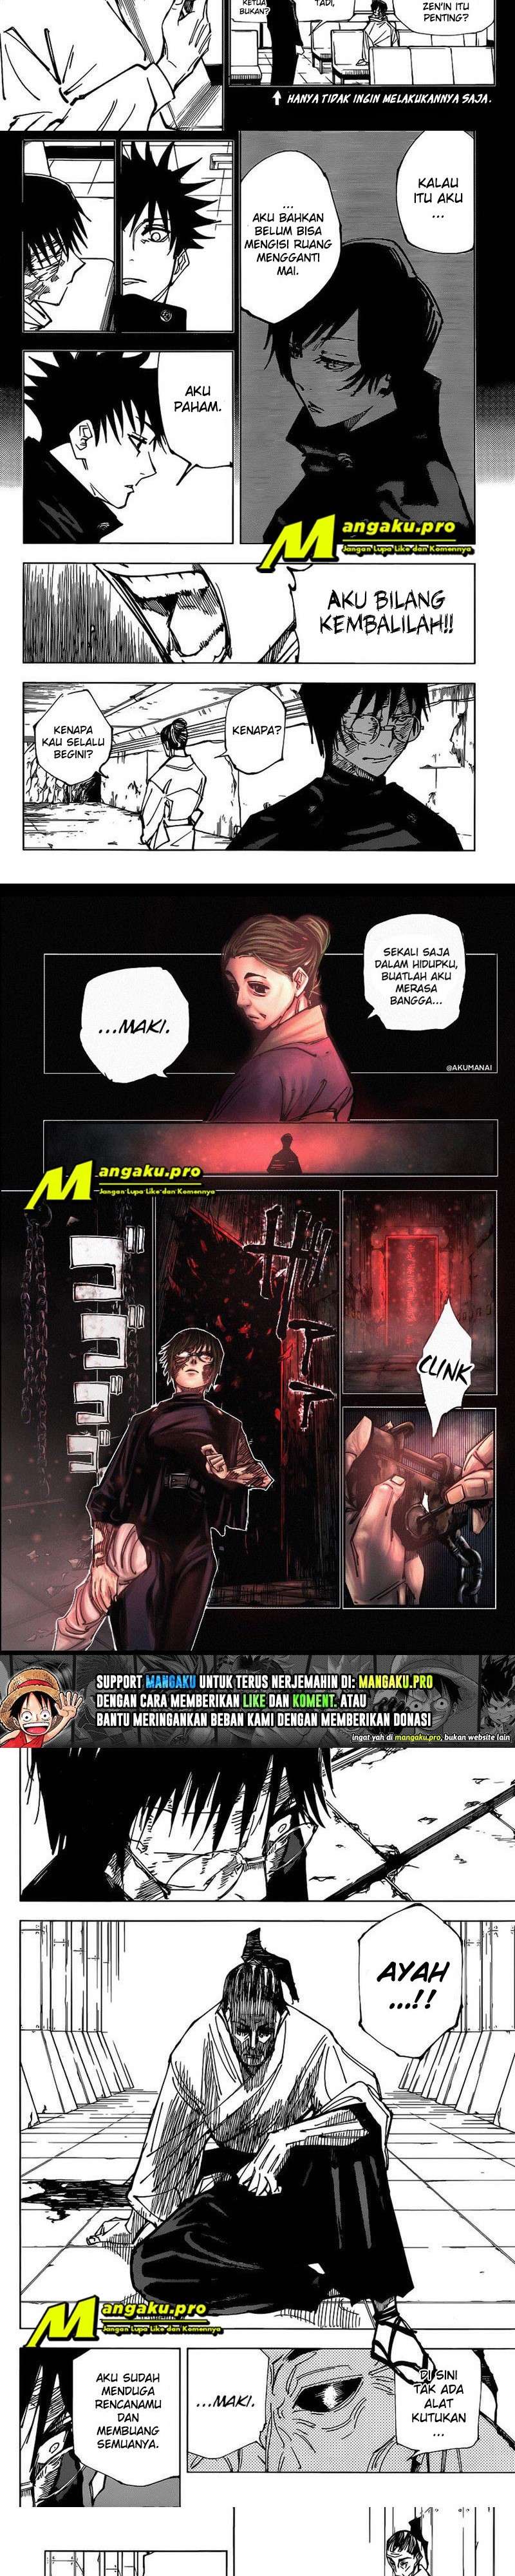 KETUA
BUKAN?
TADI,
ZEN'IN ITU
PENTING?
HANYA TIDAK INGIN MELAKUKANNYA SAJA.
KALAU
ITU AKU
...
...
AKU BAHKAN
BELUM BISA
MENGISI RUANG
MENGGANTI
MAI.
AKU
PAHAM.
Mangaku.pro
Jangan Lupa Like dan Komennya
AKU BILANG
KEMBALILAH!!
KENAPA?
KENAPA
KAU SELALU
BEGINI?
SEKALI SAJA
DALAM HIDUPKU,
BUATLAH AKU
MERASA
BANGGA...
...MAKI.
@AKUMANAI
Mangaku.pro
Jangan Lupa Like dan Komennya
ゴゴゴゴ
CLINK
SUPPORT MANGAKU UNTUK TERUS NERJEMAHIN DI: MANGAKU.PRO
DENGAN CARA MEMBERIKAN LIKE DAN KOMENT. ATAU
BANTU MERINGANKAN BEBAN KAMI DENGAN MEMBERIKAN DONASI
ingat yah di mangaku.pro, bukan website lain
AYAH
...!!
Mangaku.pro
Jangan Lupa Like dan Komennya
DI SINI
TAK ADA
ALAT
KUTUKAN
...
...MAKI.
AKU SUDAH
MENDUGA
RENCANAMU
DAN
MEMBUANG
SEMUANYA.